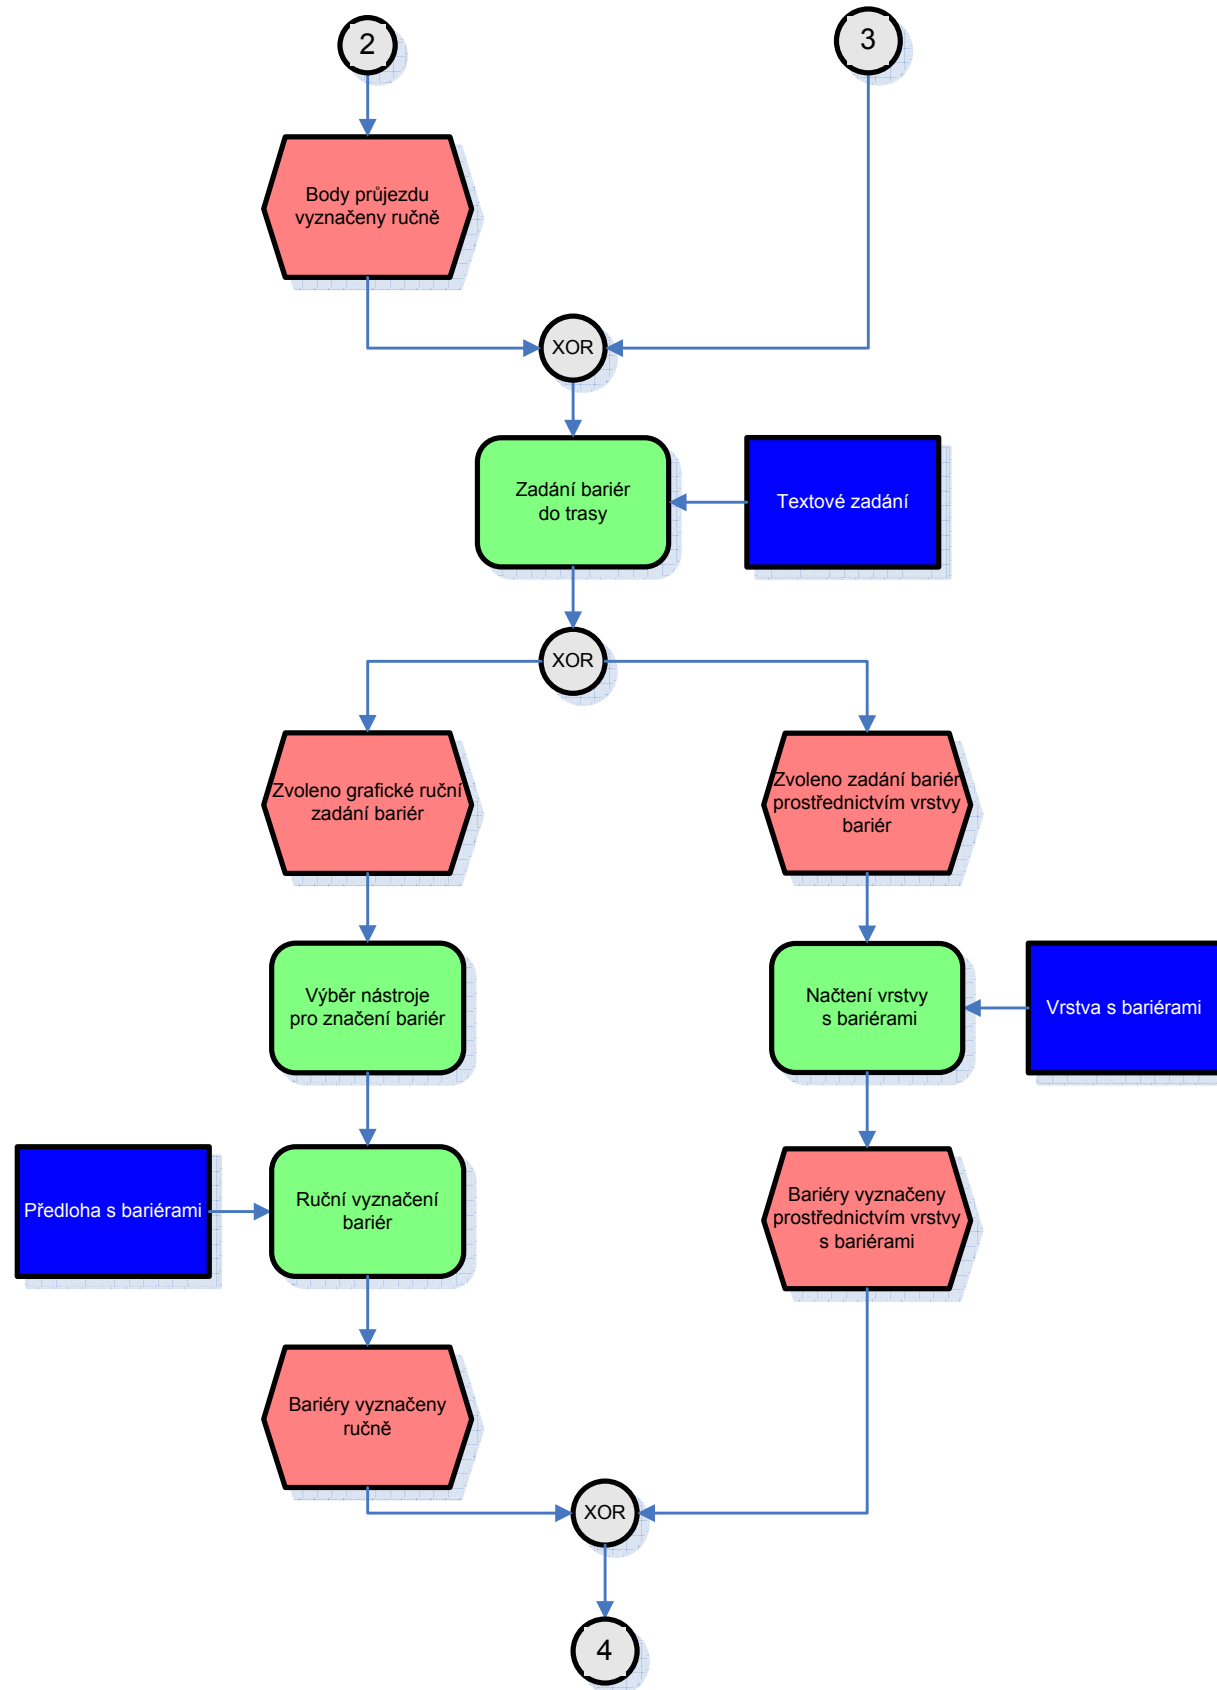 2
3
Body průjezdu
vyznačeny ručně
XOR
Zadání bariér
do trasy
Textové zadání
XOR
Zvoleno grafické ruční
zadání bariér
Zvoleno zadání bariér
prostřednictvím vrstvy
bariér
Výběr nástroje
pro značení bariér
Načtení vrstvy
s bariérami
Vrstva s bariérami
Předloha s bariérami
Ruční vyznačení
bariér
Bariéry vyznačeny
prostřednictvím vrstvy
s bariérami
Bariéry vyznačeny
ručně
XOR
4